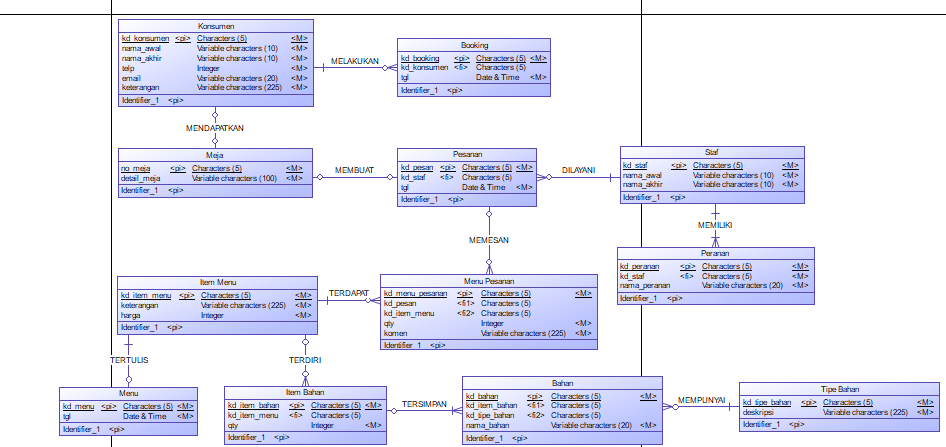 Konsumen
kd_konsumen <pi> Characters (5) <M>
nama_awal Variable characters (10) <M>
nama_akhir Variable characters (10) <M>
telp Integer <M>
email Variable characters (20) <M>
keterangan Variable characters (225) <M>
Identifier_1 <pi>
MELAKUKAN
Booking
kd_booking <pi> Characters (5) <M>
kd_konsumen <fi> Characters (5)
tgl Date & Time <M>
Identifier_1 <pi>
MENDAPATKAN
Meja
no_meja <pi> Characters (5) <M>
detail_meja Variable characters (100) <M>
Identifier_1 <pi>
MEMBUAT
Pesanan
kd_pesan <pi> Characters (5) <M>
kd_staf <fi> Characters (5)
tgl Date & Time <M>
Identifier_1 <pi>
DILAYANI
Staf
kd_staf <pi> Characters (5) <M>
nama_awal Variable characters (10) <M>
nama_akhir Variable characters (10) <M>
Identifier_1 <pi>
MEMILIKI
Peranan
kd_peranan <pi> Characters (5) <M>
kd_staf <fi> Characters (5)
nama_peranan Variable characters (20) <M>
Identifier_1 <pi>
MEMESAN
Item Menu
kd_item_menu <pi> Characters (5) <M>
keterangan Variable characters (225) <M>
harga Integer <M>
Identifier_1 <pi>
TERDAPAT
Menu Pesanan
kd_menu_pesanan <pi> Characters (5) <M>
kd_pesan <fi1> Characters (5)
kd_item_menu <fi2> Characters (5)
qty Integer <M>
komen Variable characters (225) <M>
Identifier_1 <pi>
TERTULIS
TERDIRI
Menu
kd_menu <pi> Characters (5) <M>
tgl Date & Time <M>
Identifier_1 <pi>
Item Bahan
kd_item_bahan <pi> Characters (5) <M>
kd_item_menu <fi> Characters (5)
qty Integer <M>
Identifier_1 <pi>
TERSIMPAN
Bahan
kd_bahan <pi> Characters (5) <M>
kd_item_bahan <fi1> Characters (5)
kd_tipe_bahan <fi2> Characters (5)
nama_bahan Variable characters (20) <M>
Identifier_1 <pi>
MEMPUNYAI
Tipe Bahan
kd_tipe_bahan <pi> Characters (5) <M>
deskripsi Variable characters (225) <M>
Identifier_1 <pi>